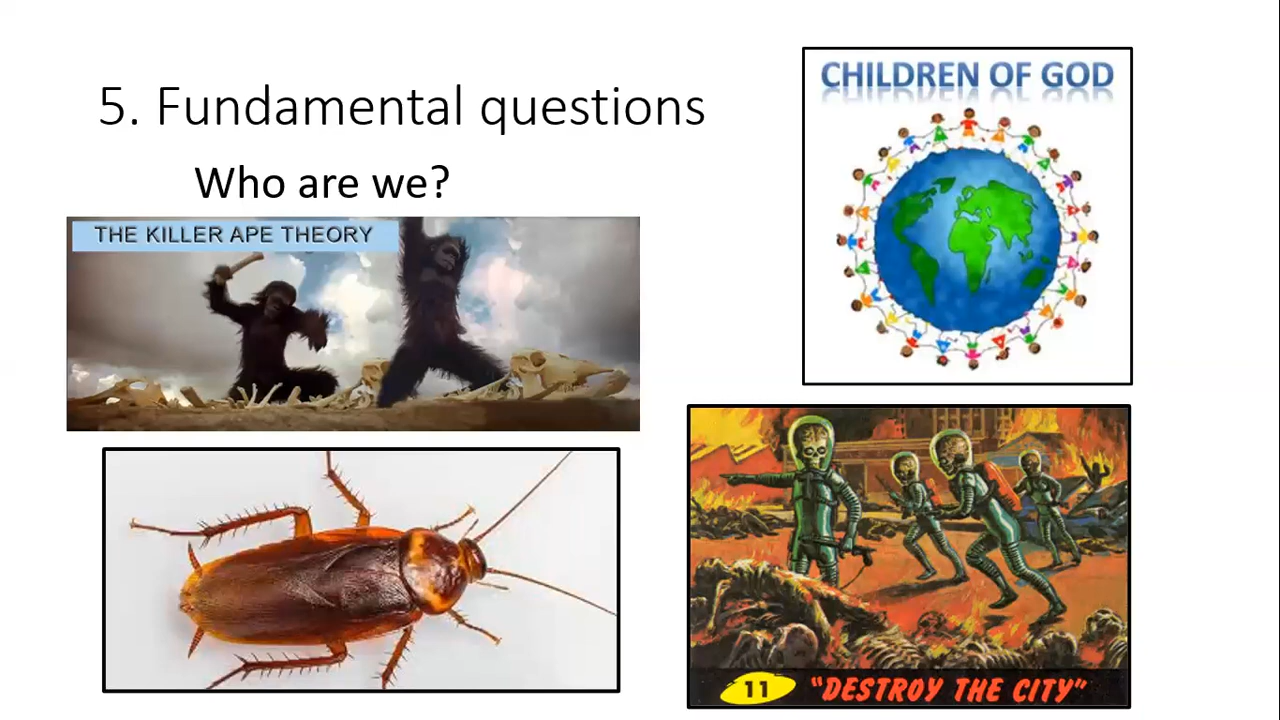 5. Fundamental questions
Who are we?
THE KILLER APE THEORY
CHILDREN OF GOD
11 "DESTROY THE CITY"